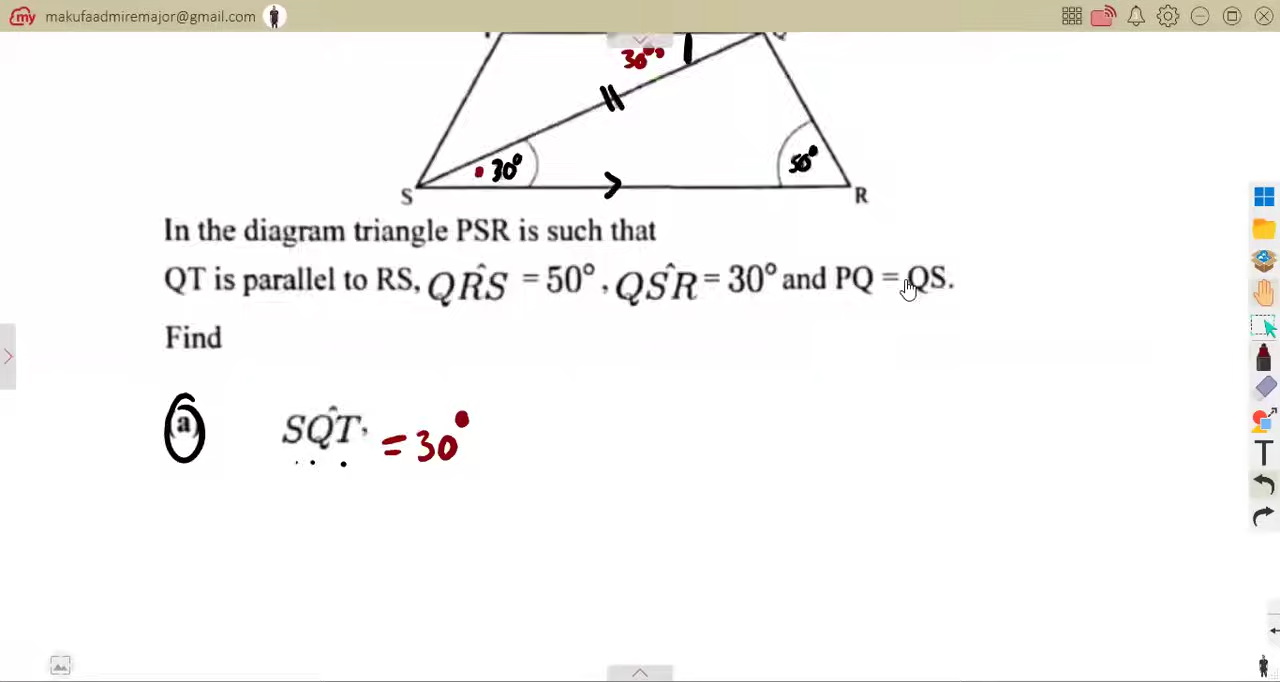 my makufaadmiremajor@gmail.com
30°
30°
50°
S
R
In the diagram triangle PSR is such that
QT is parallel to RS, QR̂S = 50°, QŜR = 30° and PQ = QS.
Find
(a) SQ̂T, = 30°
T